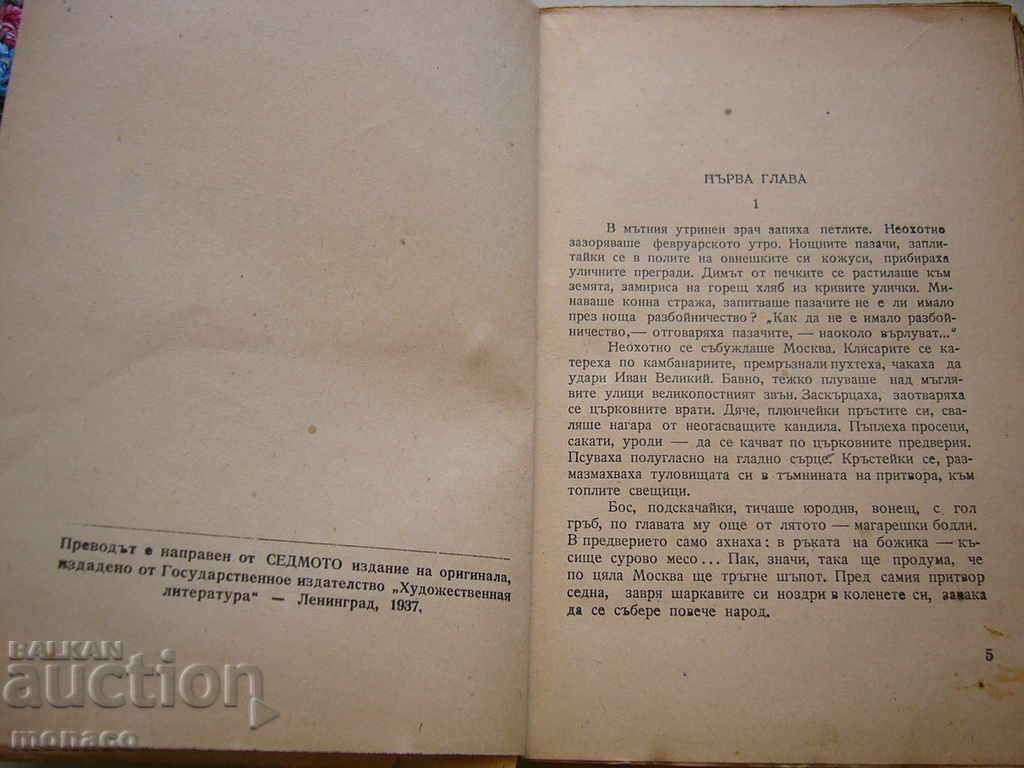 Преводът е направен от СЕДМОТО издание на оригинала,
издадено от Государственное издателство „Художественная
литература“ — Ленинград, 1937.
BALKAN
auction
monaco
ПЪРВА ГЛАВА
1
В мътния утринен зрач запяха петлите. Неохотно
зазоряваше февруарското утро. Нощните пазачи, запли-
тайки се в полите на овнешките си кожуси, прибираха
уличните прегради. Димът от печките се растилаше към
земята, замириса на горещ хляб из кривите улички. Ми-
наваше конна стража, запитваше пазачите не е ли имало
през ноща разбойничество? „Как да не е имало разбой-
ничество,— отговаряха пазачите, — наоколо върлуват...“
Неохотно се събуждаше Москва. Клисарите се ка-
тереха по камбанариите, премръзнали пухтеха, чакаха да
удари Иван Великий. Бавно, тежко плуваше над мъгля-
вите улици великопостният звън. Заскърцаха, заотваряха
се църковните врати. Дяче, плюнчейки пръстите си, сва-
ляше нагара от неогасващите кандила. Пъплеха просеци,
сакати, уроди — да се качват по църковните предверия.
Псуваха полугласно на гладно сърце. Кръстейки се, раз-
мазмахваха туловищата си в тъмнината на притвора, към
топлите свещици.
Бос, подскачайки, тичаше юродив, вонещ, с гол
гръб, по главата му още от лятото — магарешки бодли.
В предверието само ахнаха: в ръката на божика — къ-
сище сурово месо... Пак, значи, така ще продума, че
по цяла Москва ще тръгне шъпот. Пред самия притвор
седна, завря шаркавите си ноздри в коленете си, зачака
да се събере повече народ.
5